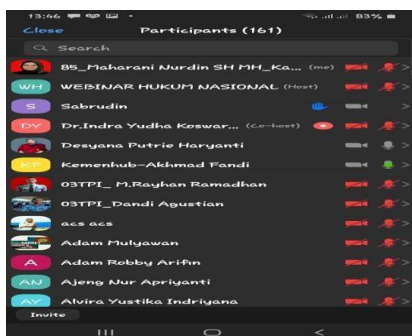 13:46 83%
Close Participants (161)
Search
85_Maharani Nurdin SH MH_Ka... (me)
WH WEBINAR HUKUM NASIONAL (Host)
S Sabrudin
DY Dr.Indra Yudha Koswar... (Co-host)
Desyana Putrie Haryanti
KF Kemenhub-Akhmad Fandi
03TPI_ M.Rayhan Ramadhan
03TPI_Dandi Agustian
acs acs
Adam Mulyawan
A Adam Robby Arifin
AN Ajeng Nur Apriyanti
AY Alvira Yustika Indriyana
Invite